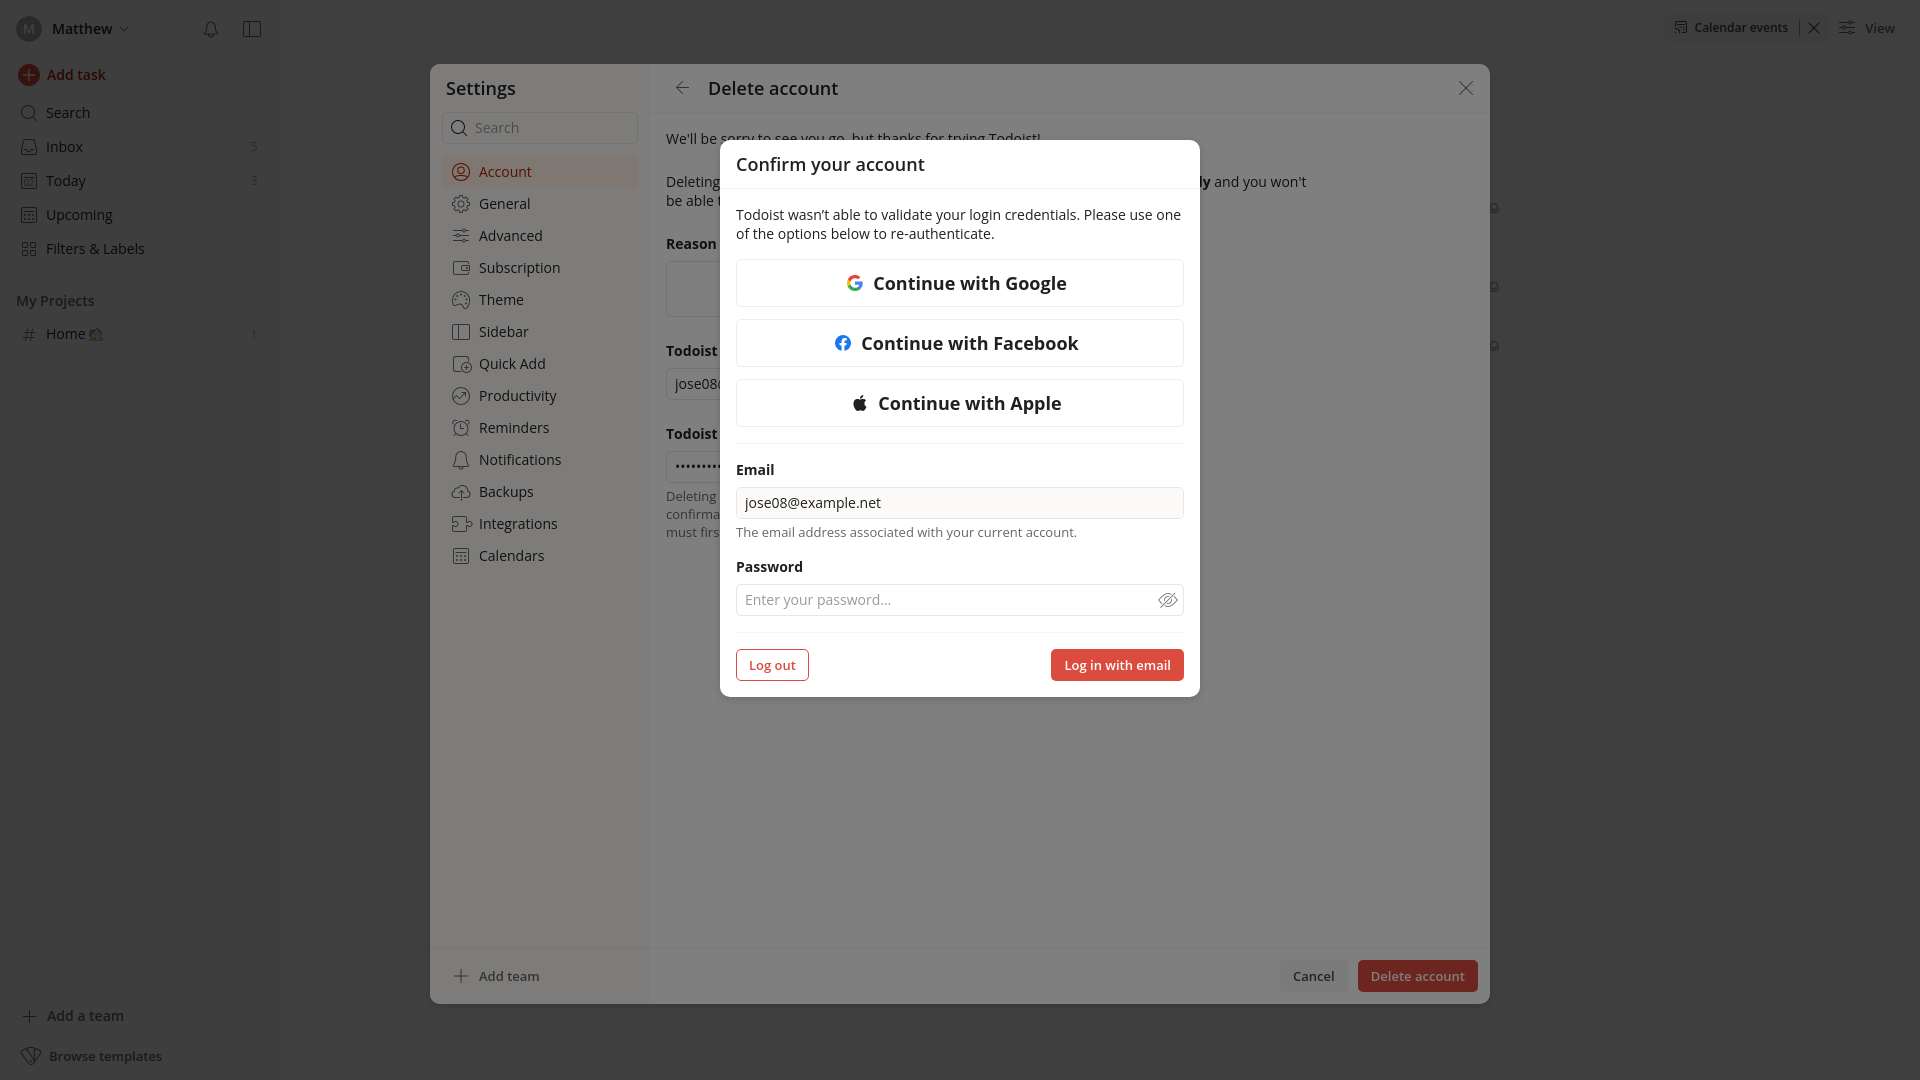 M Matthew
Calendar events
View
Add task
Search
Inbox 5
Today 3
Upcoming
Filters & Labels
My Projects
Home 1
Add a team
Browse templates
Settings
Search
Account
General
Advanced
Subscription
Theme
Sidebar
Quick Add
Productivity
Reminders
Notifications
Backups
Integrations
Calendars
Add team
Delete account
We'll be sorry to see you go, but thanks for trying Todoist!
Deleting ly and you won't
be able t
Reason
Todoist
jose08@
Todoist
Deleting
confirma
must firs
Cancel
Delete account
Confirm your account
Todoist wasn't able to validate your login credentials. Please use one
of the options below to re-authenticate.
Continue with Google
Continue with Facebook
Continue with Apple
Email
jose08@example.net
The email address associated with your current account.
Password
Enter your password...
Log out
Log in with email